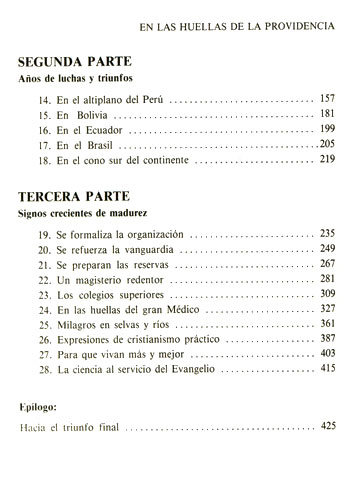 EN LAS HUELLAS DE LA PROVIDENCIA
SEGUNDA PARTE
Años de luchas y triunfos
14. En el altiplano del Perú ........................ 157
15. En Bolivia ........................ 181
16. En el Ecuador ........................ 199
17. En el Brasil ........................ 205
18. En el cono sur del continente ........................ 219
TERCERA PARTE
Signos crecientes de madurez
19. Se formaliza la organización ........................ 235
20. Se refuerza la vanguardia ........................ 249
21. Se preparan las reservas ........................ 267
22. Un magisterio redentor ........................ 281
23. Los colegios superiores ........................ 309
24. En las huellas del gran Médico ........................ 327
25. Milagros en selvas y ríos ........................ 361
26. Expresiones de cristianismo práctico ........................ 387
27. Para que vivan más y mejor ........................ 403
28. La ciencia al servicio del Evangelio ........................ 415
Epílogo:
Hacia el triunfo final ........................ 425